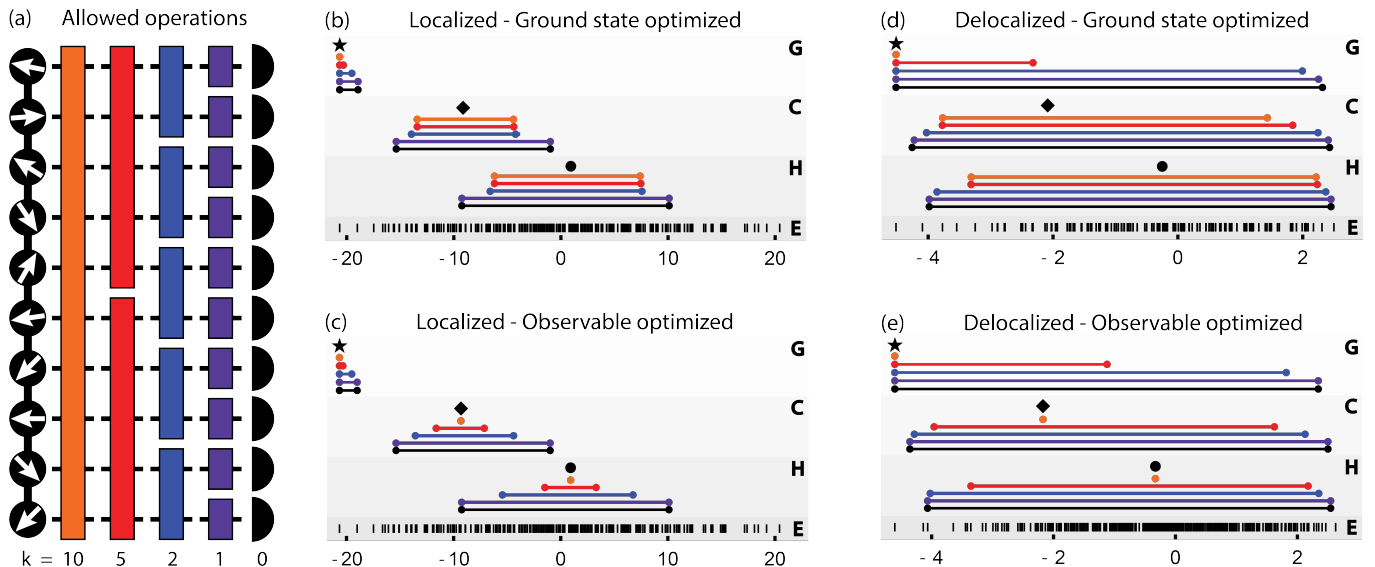 (a) Allowed operations
k = 10 5 2 1 0
(b) Localized - Ground state optimized
G
C
H
E
- 20 - 10 0 10 20
(c) Localized - Observable optimized
G
C
H
E
- 20 - 10 0 10 20
(d) Delocalized - Ground state optimized
G
C
H
E
- 4 - 2 0 2
(e) Delocalized - Observable optimized
G
C
H
E
- 4 - 2 0 2